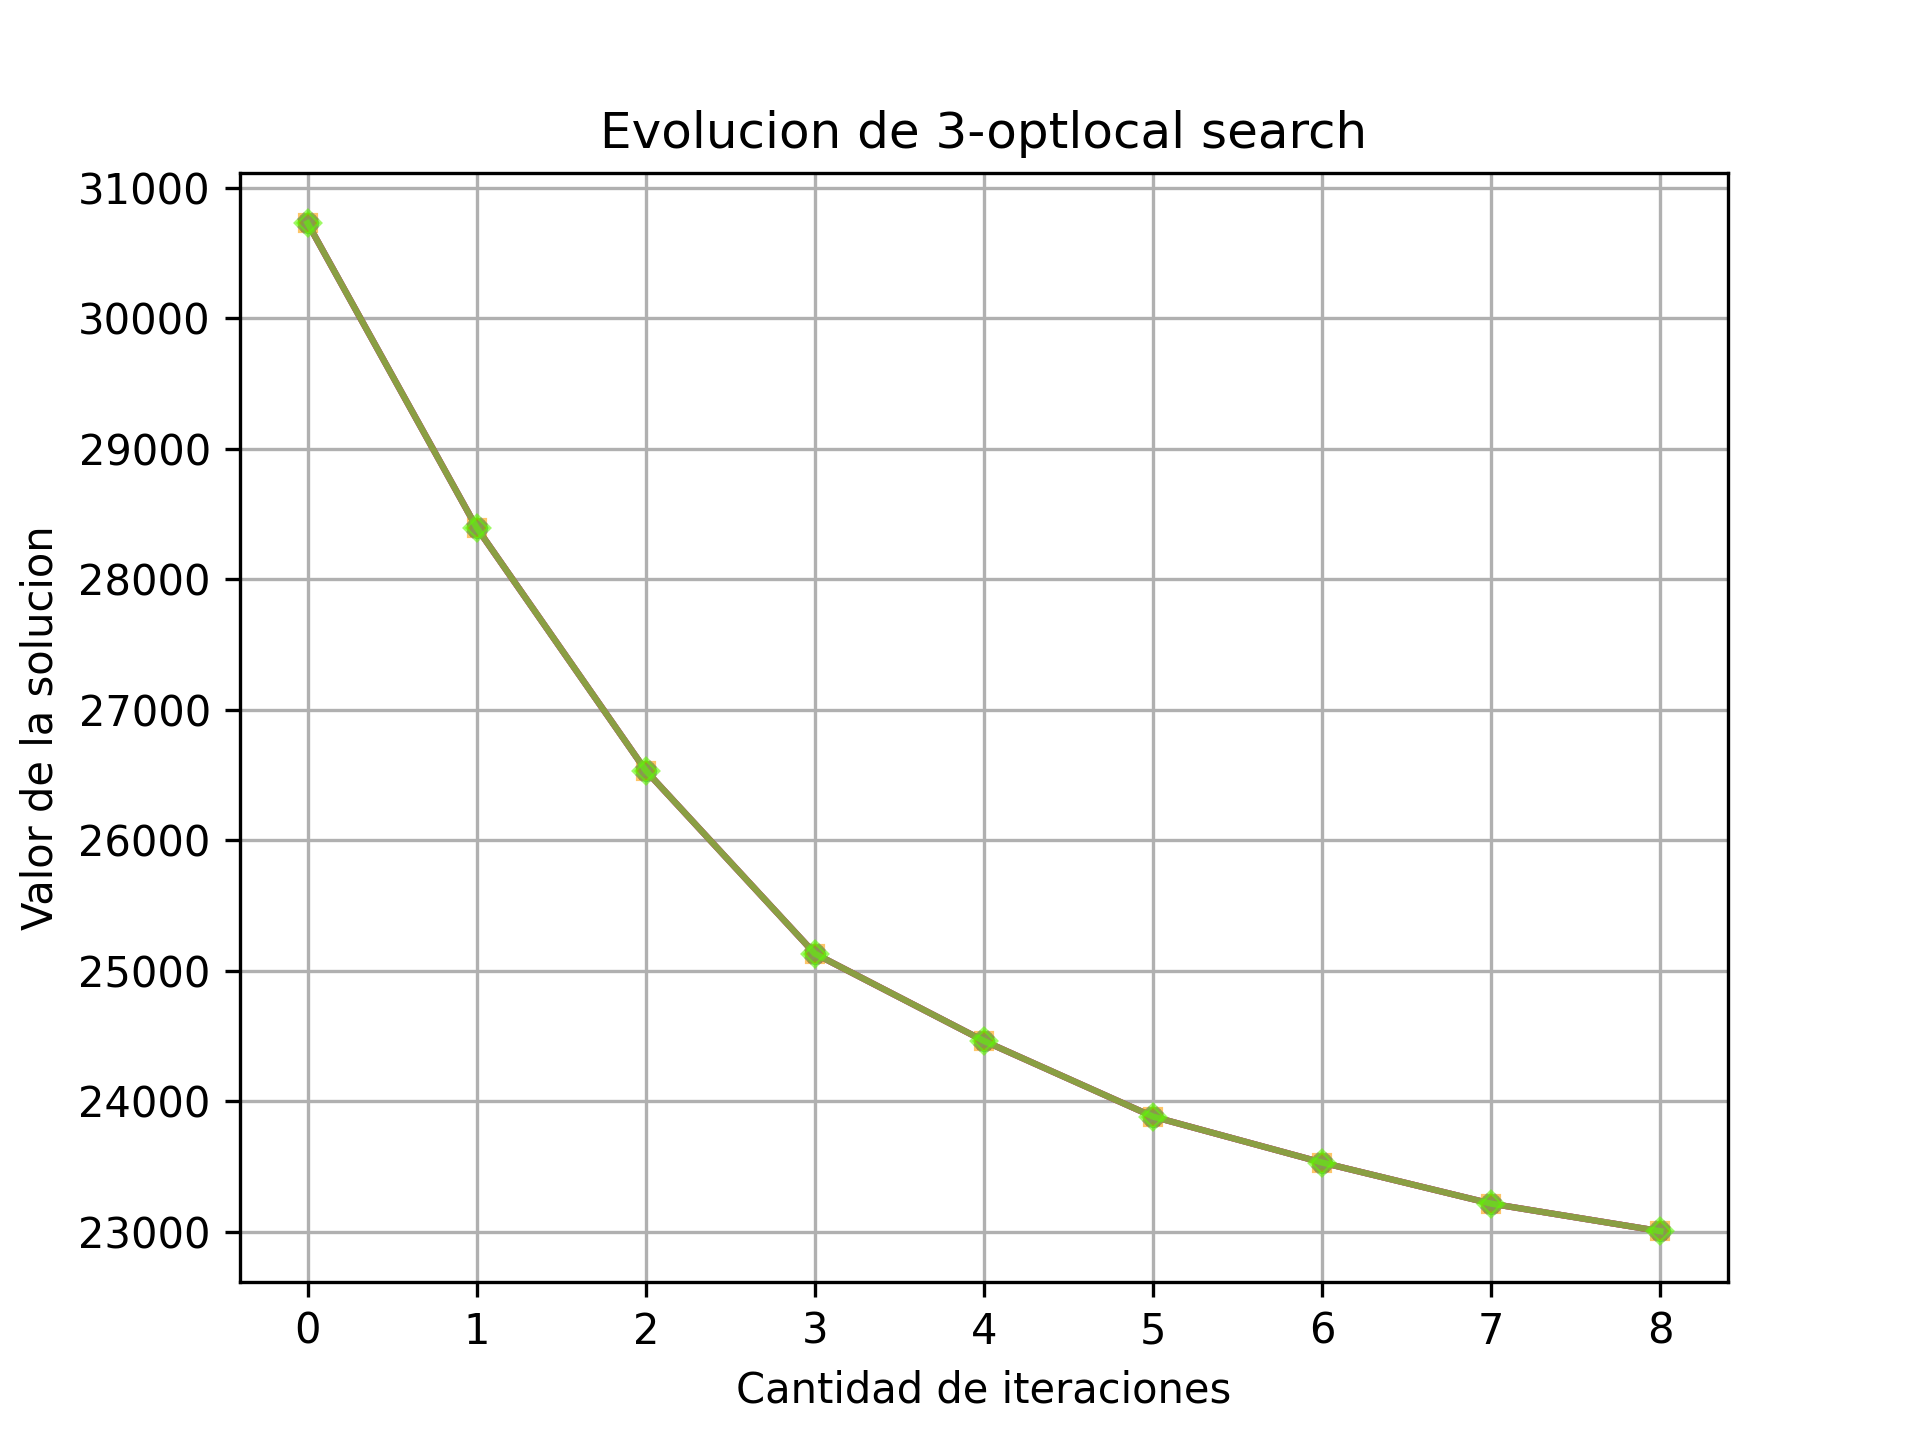 Evolucion de 3-optlocal search
31000
30000
29000
28000
27000
26000
25000
24000
23000
Valor de la solucion
0 1 2 3 4 5 6 7 8
Cantidad de iteraciones